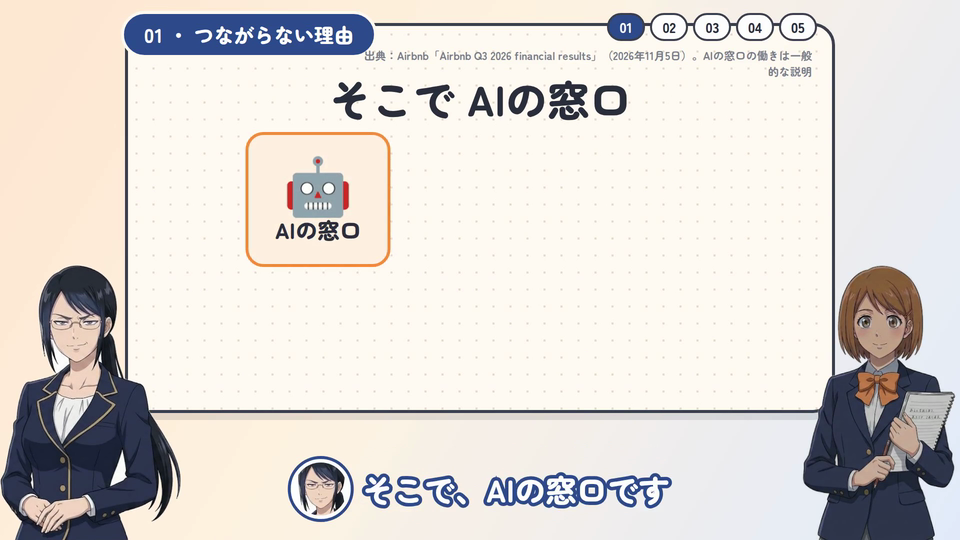 01 ・ つながらない理由
01 02 03 04 05
出典：Airbnb「Airbnb Q3 2026 financial results」（2026年11月5日）。AIの窓口の働きは一般
的な説明
そこで AIの窓口
AIの窓口
そこで、AIの窓口です